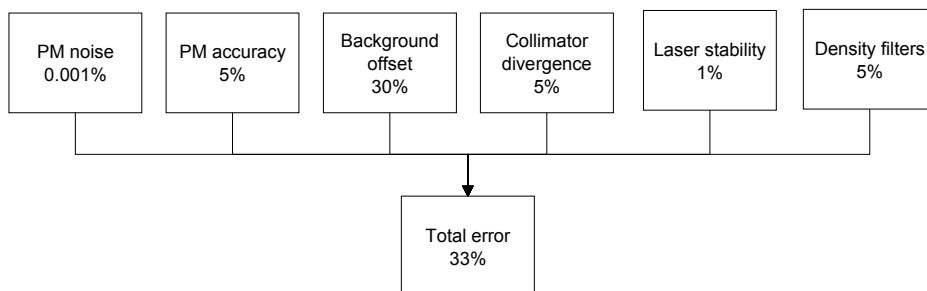 PM noise
0.001%
PM accuracy
5%
Background
offset
30%
Collimator
divergence
5%
Laser stability
1%
Density filters
5%
Total error
33%